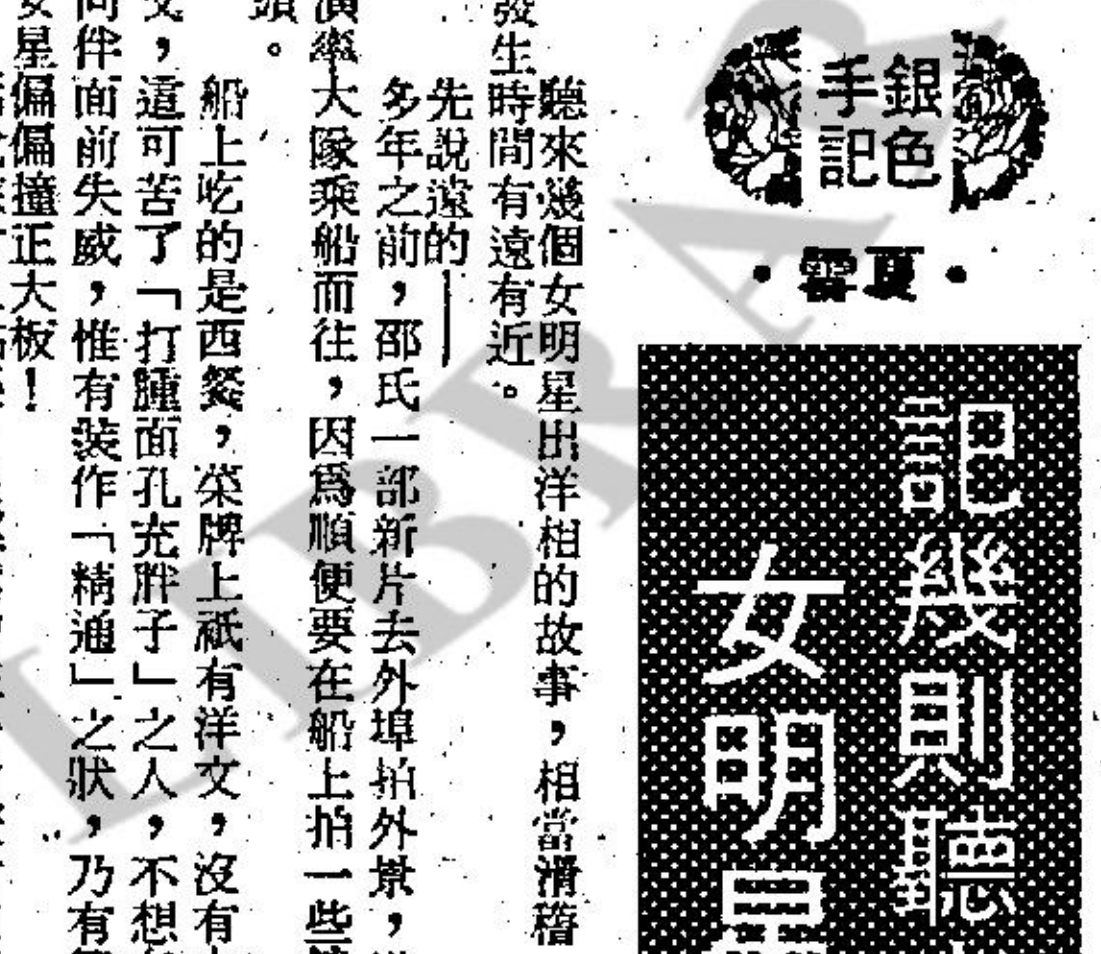 銀色
手記
・夏雲・
記幾則聽
女明星
聽來幾個女明星出洋相的故事，相當滑稽
發生時間有遠有近。
先說遠的——
多年之前，邵氏一部新片去外埠拍外景，
演率大隊乘船而往，因爲順便要在船上拍一些
頭。
船上吃的是西餐，菜牌上祇有洋文，沒有
文，這可苦了「打腫面孔充胖子」之人，不想
同伴面前失威，惟有裝作「精通」之狀，乃有
女星偏偏撞正大板！
LIBRA